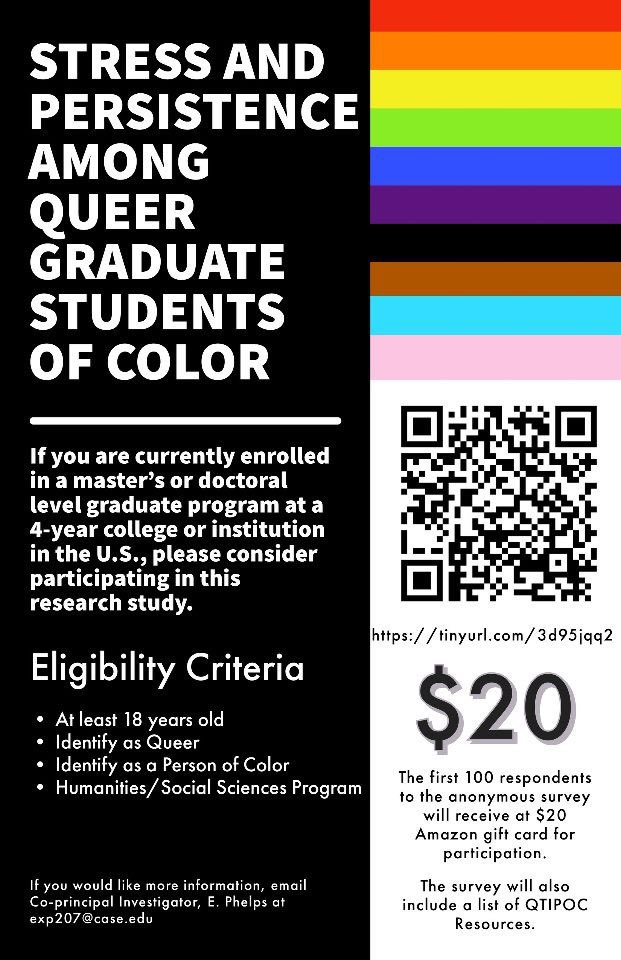 STRESS AND
PERSISTENCE
AMONG
QUEER
GRADUATE
STUDENTS
OF COLOR
If you are currently enrolled
in a master's or doctoral
level graduate program at a
4-year college or institution
in the U.S., please consider
participating in this
research study.
Eligibility Criteria
• At least 18 years old
• Identify as Queer
• Identify as a Person of Color
• Humanities/Social Sciences Program
If you would like more information, email
Co-principal Investigator, E. Phelps at
exp207@case.edu
https://tinyurl.com/3d95jqq2
$20
The first 100 respondents
to the anonymous survey
will receive at $20
Amazon gift card for
participation.
The survey will also
include a list of QTIPOC
Resources.